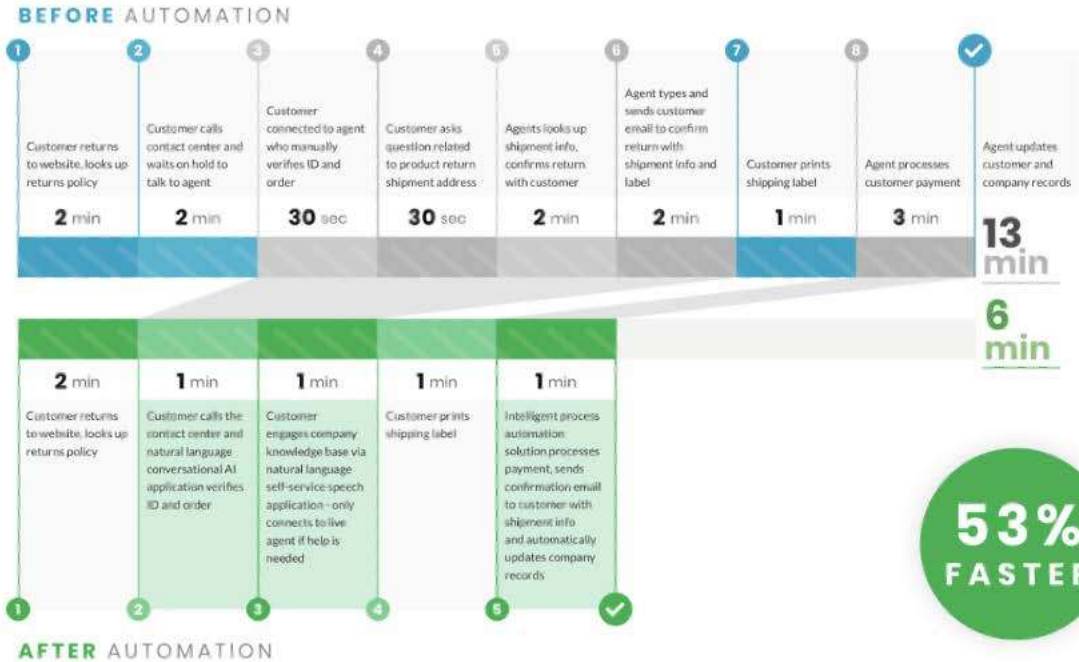 BEFORE AUTOMATION
1
2
3
4
5
6
7
8
Customer returns
to website, looks up
returns policy
2 min
Customer calls
contact center and
waits on hold to
talk to agent
2 min
Customer
connected to agent
who manually
verifies ID and
order
30 sec
Customer asks
question related
to product return
shipment address
30 sec
Agents looks up
shipment info,
confirms return
with customer
2 min
Agent types and
sends customer
email to confirm
return with
shipment info and
label
2 min
Customer prints
shipping label
1 min
Agent processes
customer payment
3 min
Agent updates
customer and
company records
13
min
6
min
2 min
Customer returns
to website, looks up
returns policy
1 min
Customer calls the
contact center and
natural language
conversational AI
application verifies
ID and order
1 min
Customer
engages company
knowledge base via
natural language
self-service speech
application - only
connects to live
agent if help is
needed
1 min
Customer prints
shipping label
1 min
Intelligent process
automation
solution processes
payment, sends
confirmation email
to customer with
shipment info
and automatically
updates company
records
53%
FASTER
1
2
3
4
5
AFTER AUTOMATION